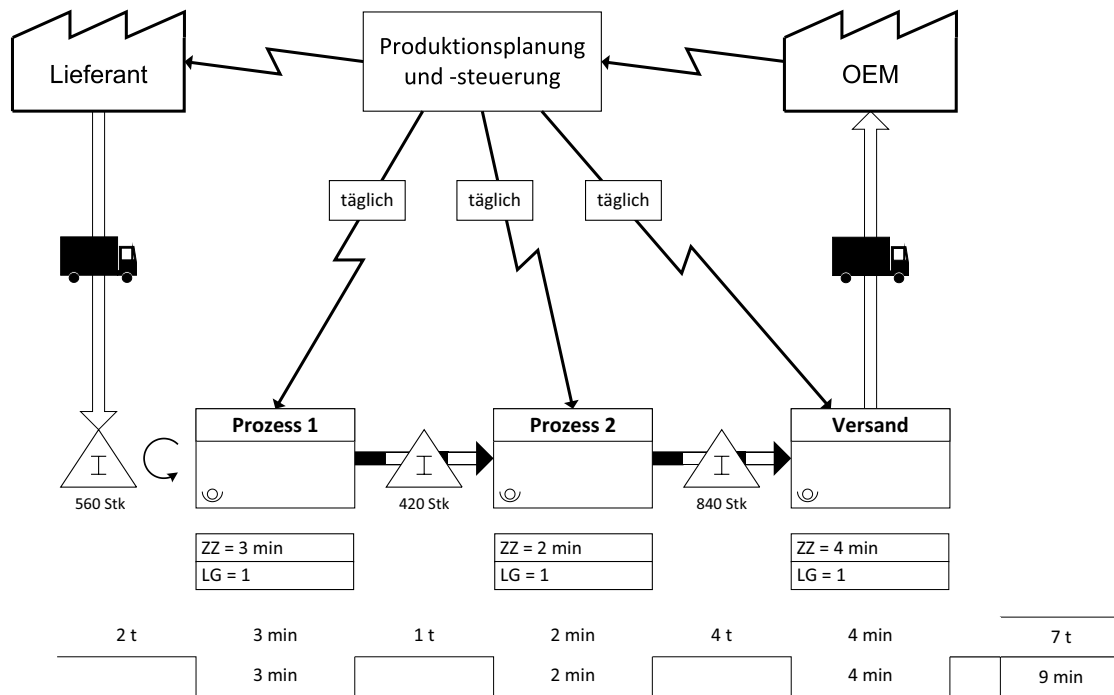 Lieferant
Produktionsplanung
und -steuerung
OEM
täglich
täglich
täglich
I
560 Stk
Prozess 1
I
420 Stk
Prozess 2
I
840 Stk
Versand
ZZ = 3 min
LG = 1
ZZ = 2 min
LG = 1
ZZ = 4 min
LG = 1
2 t
3 min
1 t
2 min
4 t
4 min
7 t
3 min
2 min
4 min
9 min